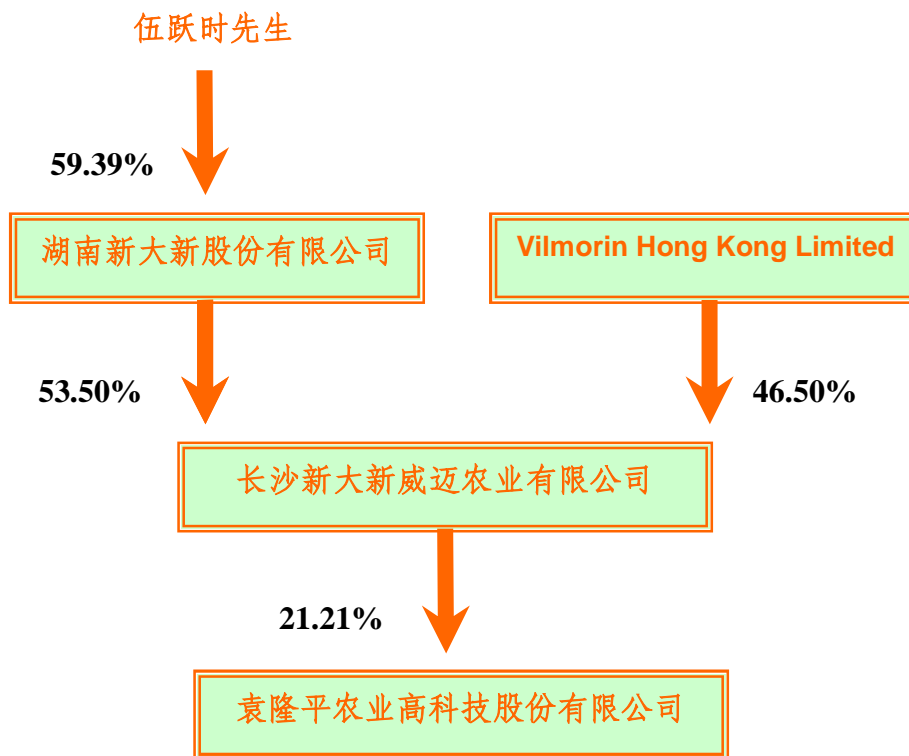 伍跃时先生
59.39%
湖南新大新股份有限公司
Vilmorin Hong Kong Limited
53.50%
46.50%
长沙新大新威迈农业有限公司
21.21%
袁隆平农业高科技股份有限公司